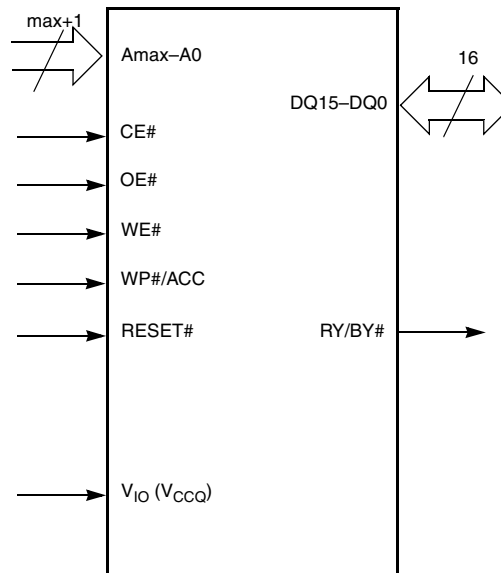 max+1
Amax–A0
16
DQ15–DQ0
CE#
OE#
WE#
WP#/ACC
RESET#
RY/BY#
VIO (VCCQ)